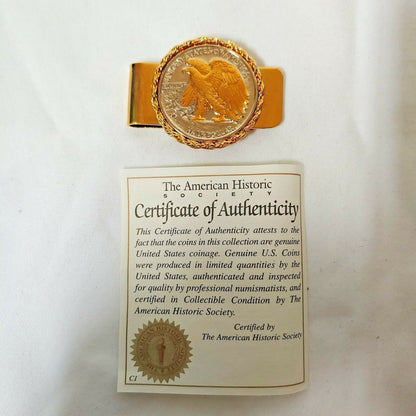 The American Historic
SOCIETY
Certificate of Authenticity
This Certificate of Authenticity attests to the
fact that the coins in this collection are genuine
United States coinage. Genuine U.S. Coins
were produced in limited quantities by the
United States, authenticated and inspected
for quality by professional numismatists, and
certified in Collectible Condition by The
American Historic Society.
Certified by
The American Historic Society
C1